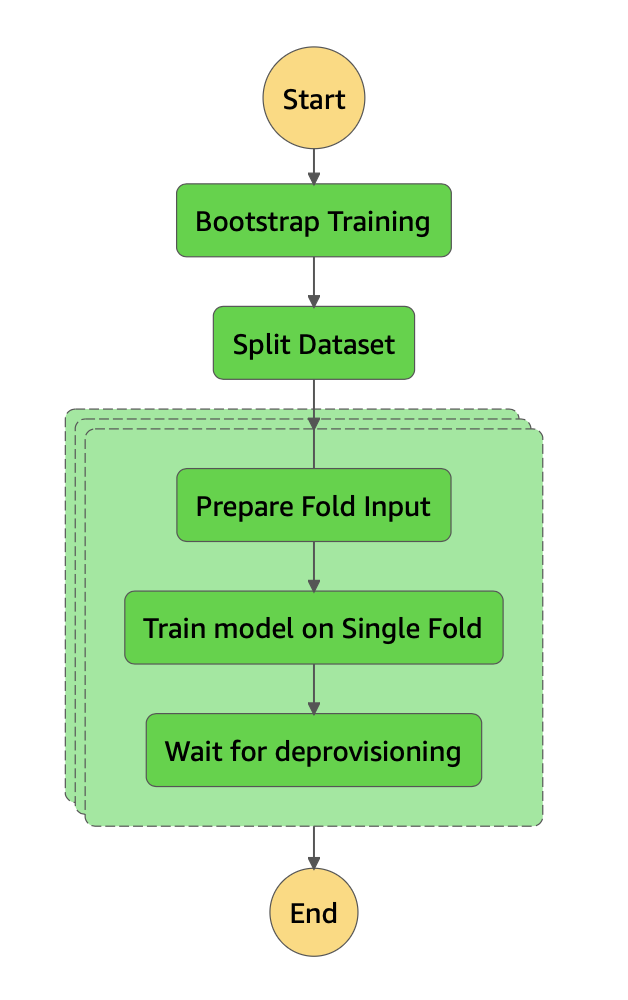 Start
Bootstrap Training
Split Dataset
Prepare Fold Input
Train model on Single Fold
Wait for deprovisioning
End